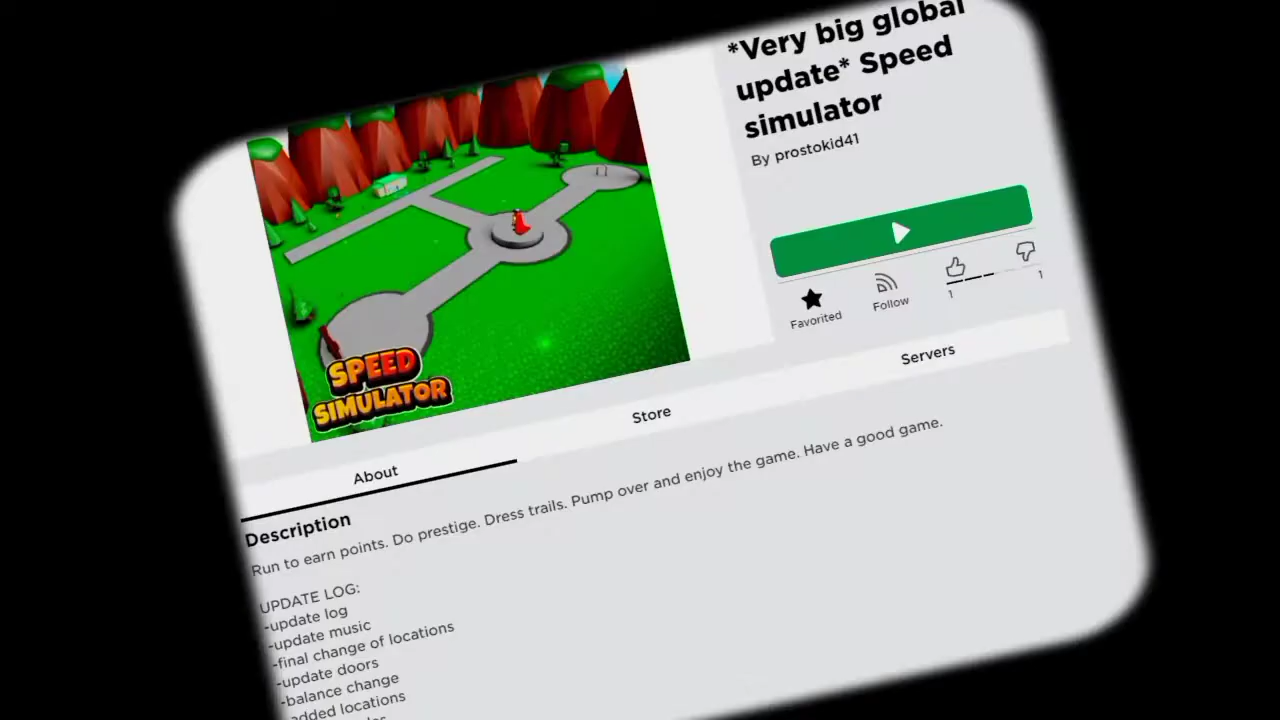 *Very big global
update* Speed
simulator
By prostokid41
Favorited
Follow
1
1
SPEED
SIMULATOR
About
Store
Servers
Description
Run to earn points. Do prestige. Dress trails. Pump over and enjoy the game. Have a good game.
UPDATE LOG:
-update log
-update music
-final change of locations
-update doors
-balance change
-added locations